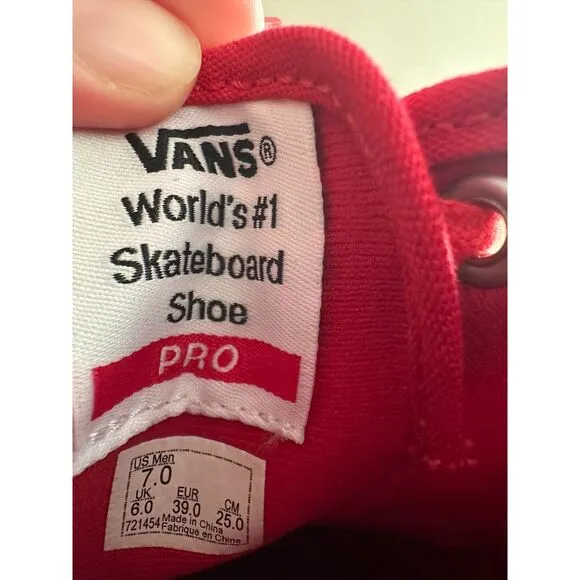 VANS®
World's #1
Skateboard
Shoe
PRO
US Men
7.0
UK EUR CM
6.0 39.0 25.0
721454 Made in China
Fabriqué en Chine